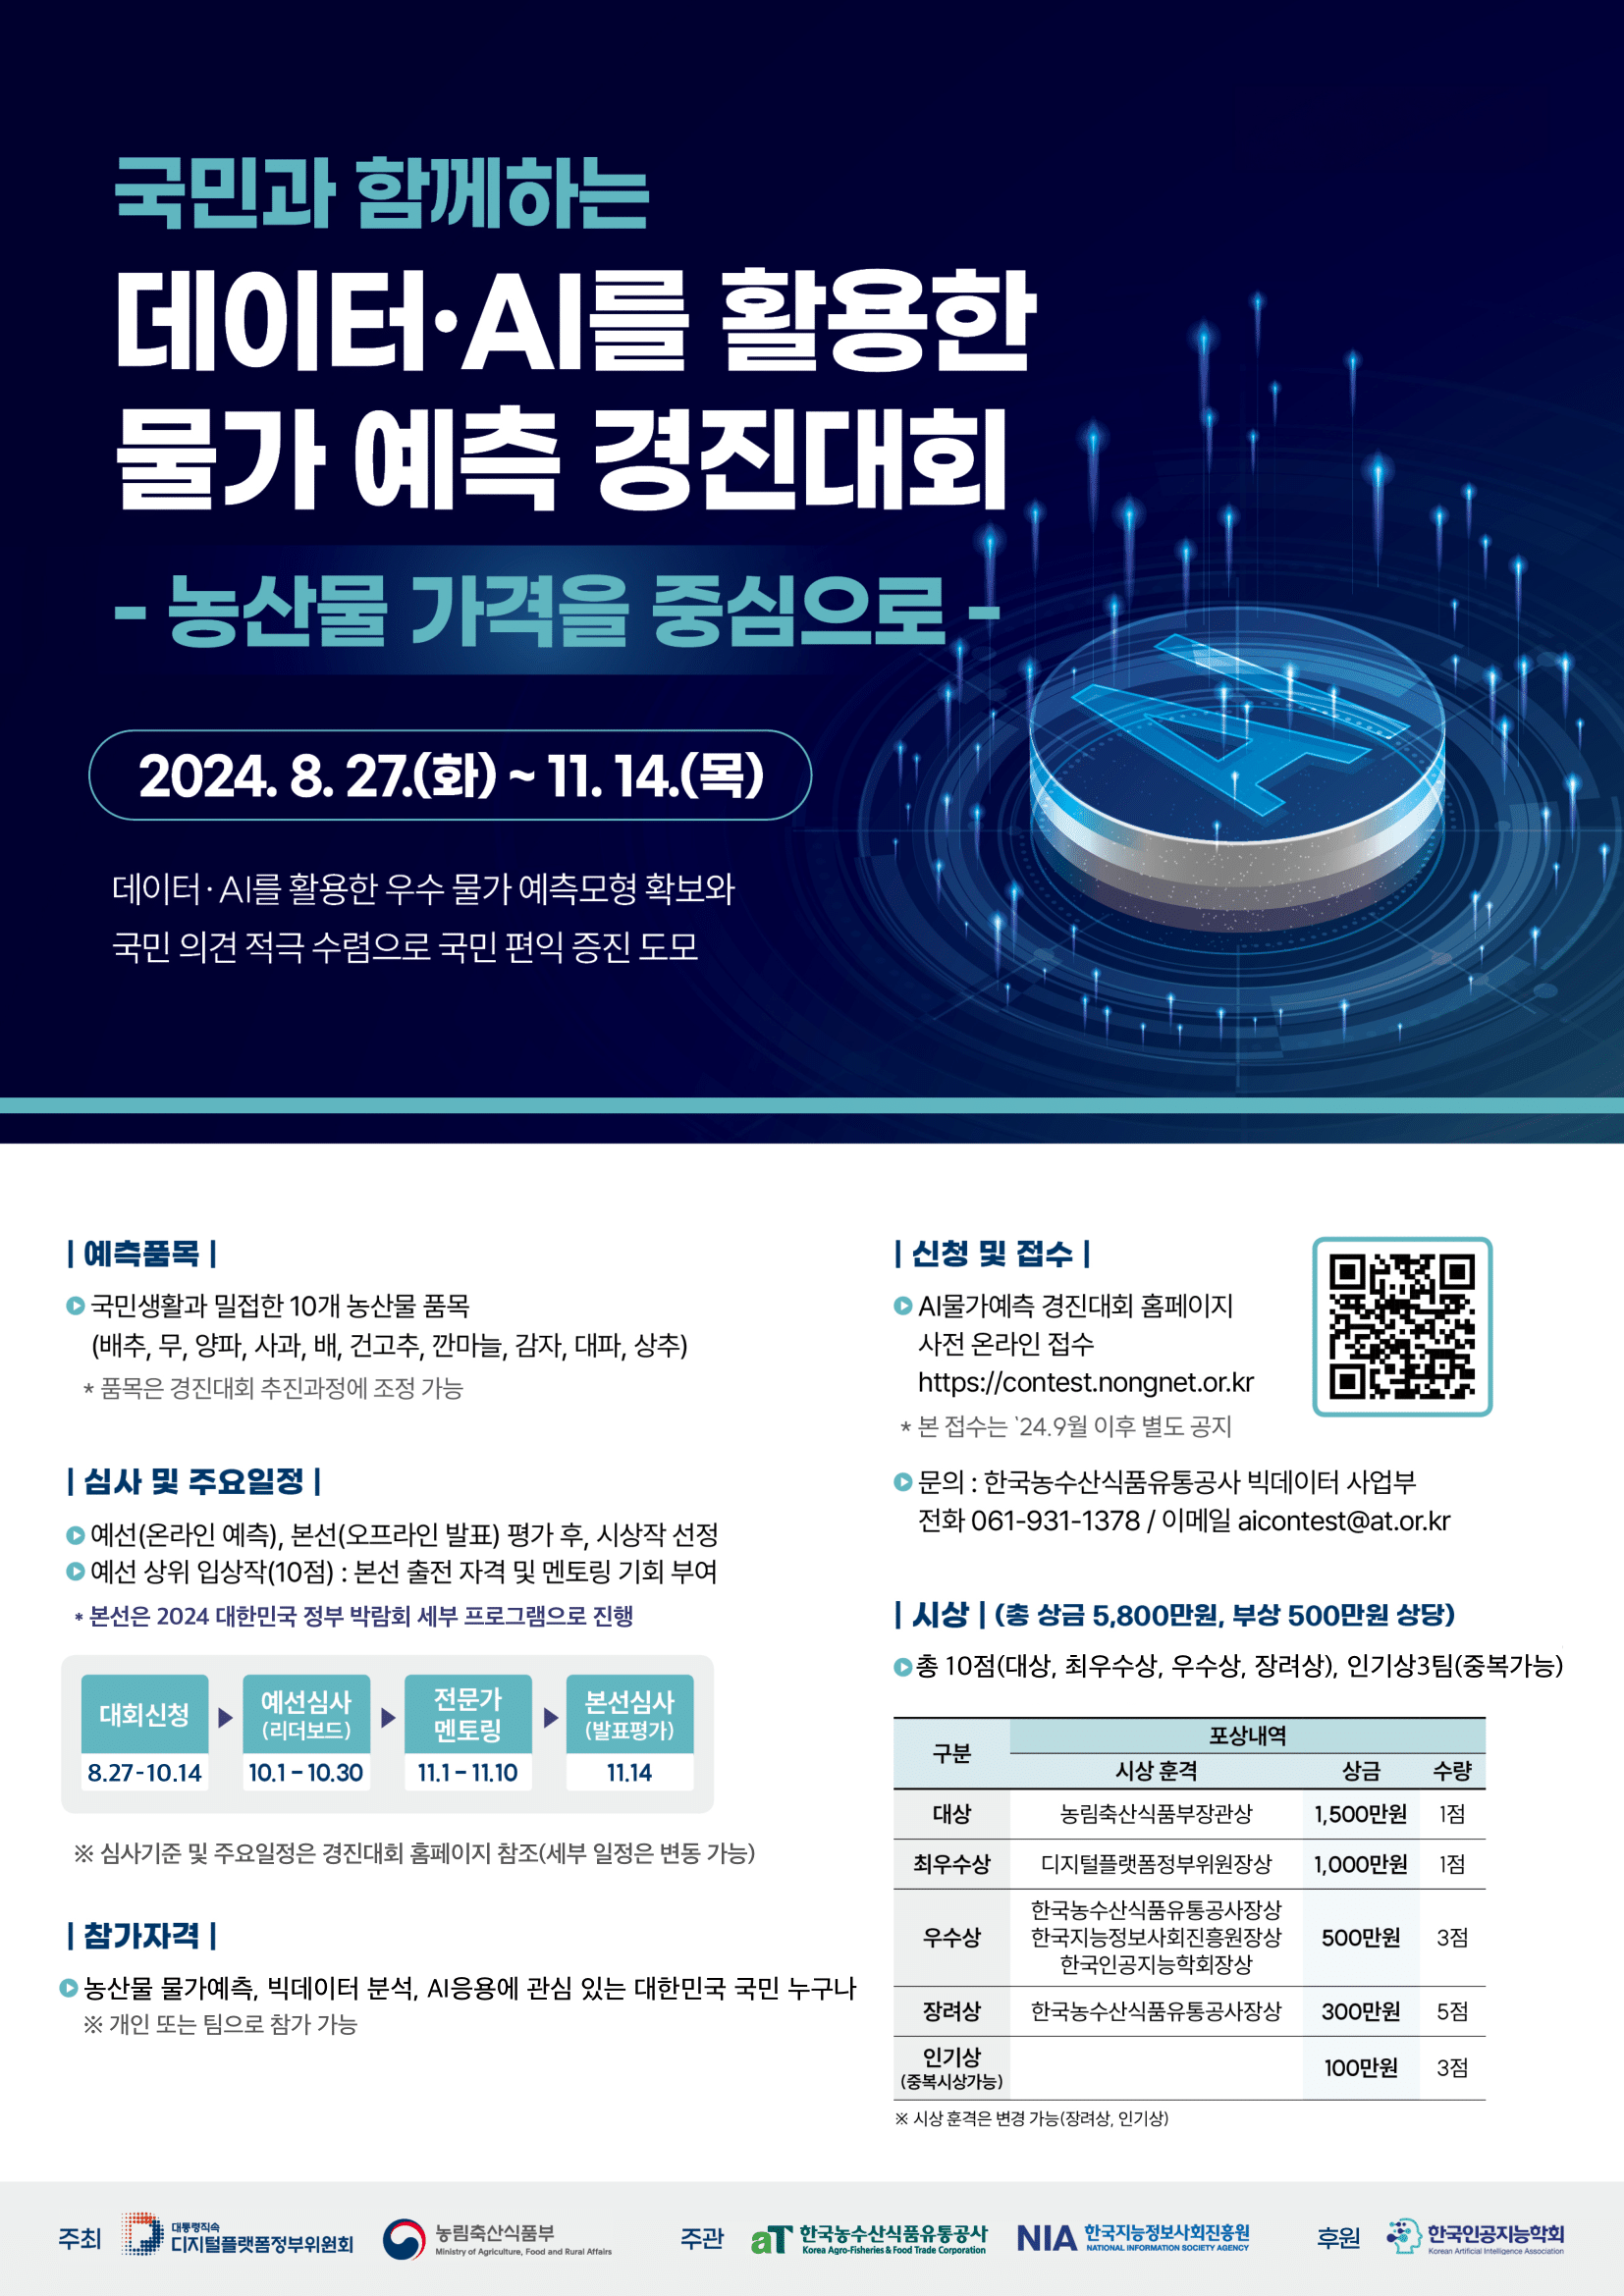 국민과 함께하는
데이터·AI를 활용한
물가 예측 경진대회
- 농산물 가격을 중심으로 -
2024. 8. 27.(화) ~ 11. 14.(목)
데이터·AI를 활용한 우수 물가 예측모형 확보와
국민 의견 적극 수렴으로 국민 편익 증진 도모
AI
| 예측품목 |
국민생활과 밀접한 10개 농산물 품목
(배추, 무, 양파, 사과, 배, 건고추, 깐마늘, 감자, 대파, 상추)
* 품목은 경진대회 추진과정에 조정 가능
| 심사 및 주요일정 |
예선(온라인 예측), 본선(오프라인 발표) 평가 후, 시상작 선정
예선 상위 입상작(10점) : 본선 출전 자격 및 멘토링 기회 부여
* 본선은 2024 대한민국 정부 박람회 세부 프로그램으로 진행
대회신청
8.27-10.14
예선심사
(리더보드)
10.1 – 10.30
전문가
멘토링
11.1 – 11.10
본선심사
(발표평가)
11.14
※ 심사기준 및 주요일정은 경진대회 홈페이지 참조(세부 일정은 변동 가능)
| 참가자격 |
농산물 물가예측, 빅데이터 분석, AI응용에 관심 있는 대한민국 국민 누구나
※ 개인 또는 팀으로 참가 가능
| 신청 및 접수 |
AI물가예측 경진대회 홈페이지
사전 온라인 접수
https://contest.nongnet.or.kr
* 본 접수는 `24.9월 이후 별도 공지
문의 : 한국농수산식품유통공사 빅데이터 사업부
전화 061-931-1378 / 이메일 aicontest@at.or.kr
| 시상 | (총 상금 5,800만원, 부상 500만원 상당)
총 10점(대상, 최우수상, 우수상, 장려상), 인기상3팀(중복가능)
구분 포상내역
시상 훈격 상금 수량
대상 농림축산식품부장관상 1,500만원 1점
최우수상 디지털플랫폼정부위원장상 1,000만원 1점
우수상 한국농수산식품유통공사장상
한국지능정보사회진흥원장상
한국인공지능학회장상
500만원 3점
장려상 한국농수산식품유통공사장상 300만원 5점
인기상
(중복시상가능)
100만원 3점
※ 시상 훈격은 변경 가능(장려상, 인기상)
주최
대통령직속
디지털플랫폼정부위원회
농림축산식품부
Ministry of Agriculture, Food and Rural Affairs
주관
aT 한국농수산식품유통공사
Korea Agro-Fisheries & Food Trade Corporation
NIA 한국지능정보사회진흥원
NATIONAL INFORMATION SOCIETY AGENCY
후원
한국인공지능학회
Korean Artificial Intelligence Association